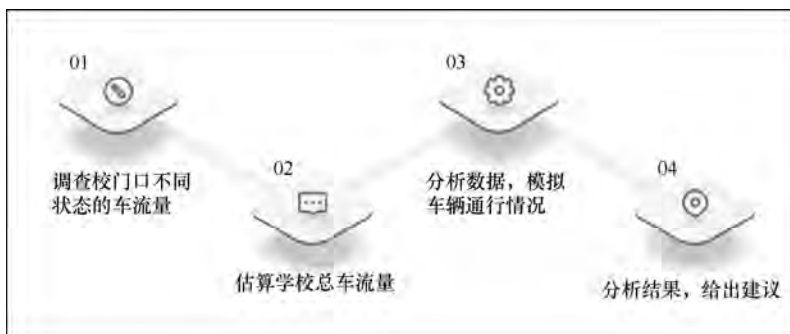 01
调查校门口不同
状态的车流量
02
估算学校总车流量
03
分析数据，模拟
车辆通行情况
04
分析结果，给出建议